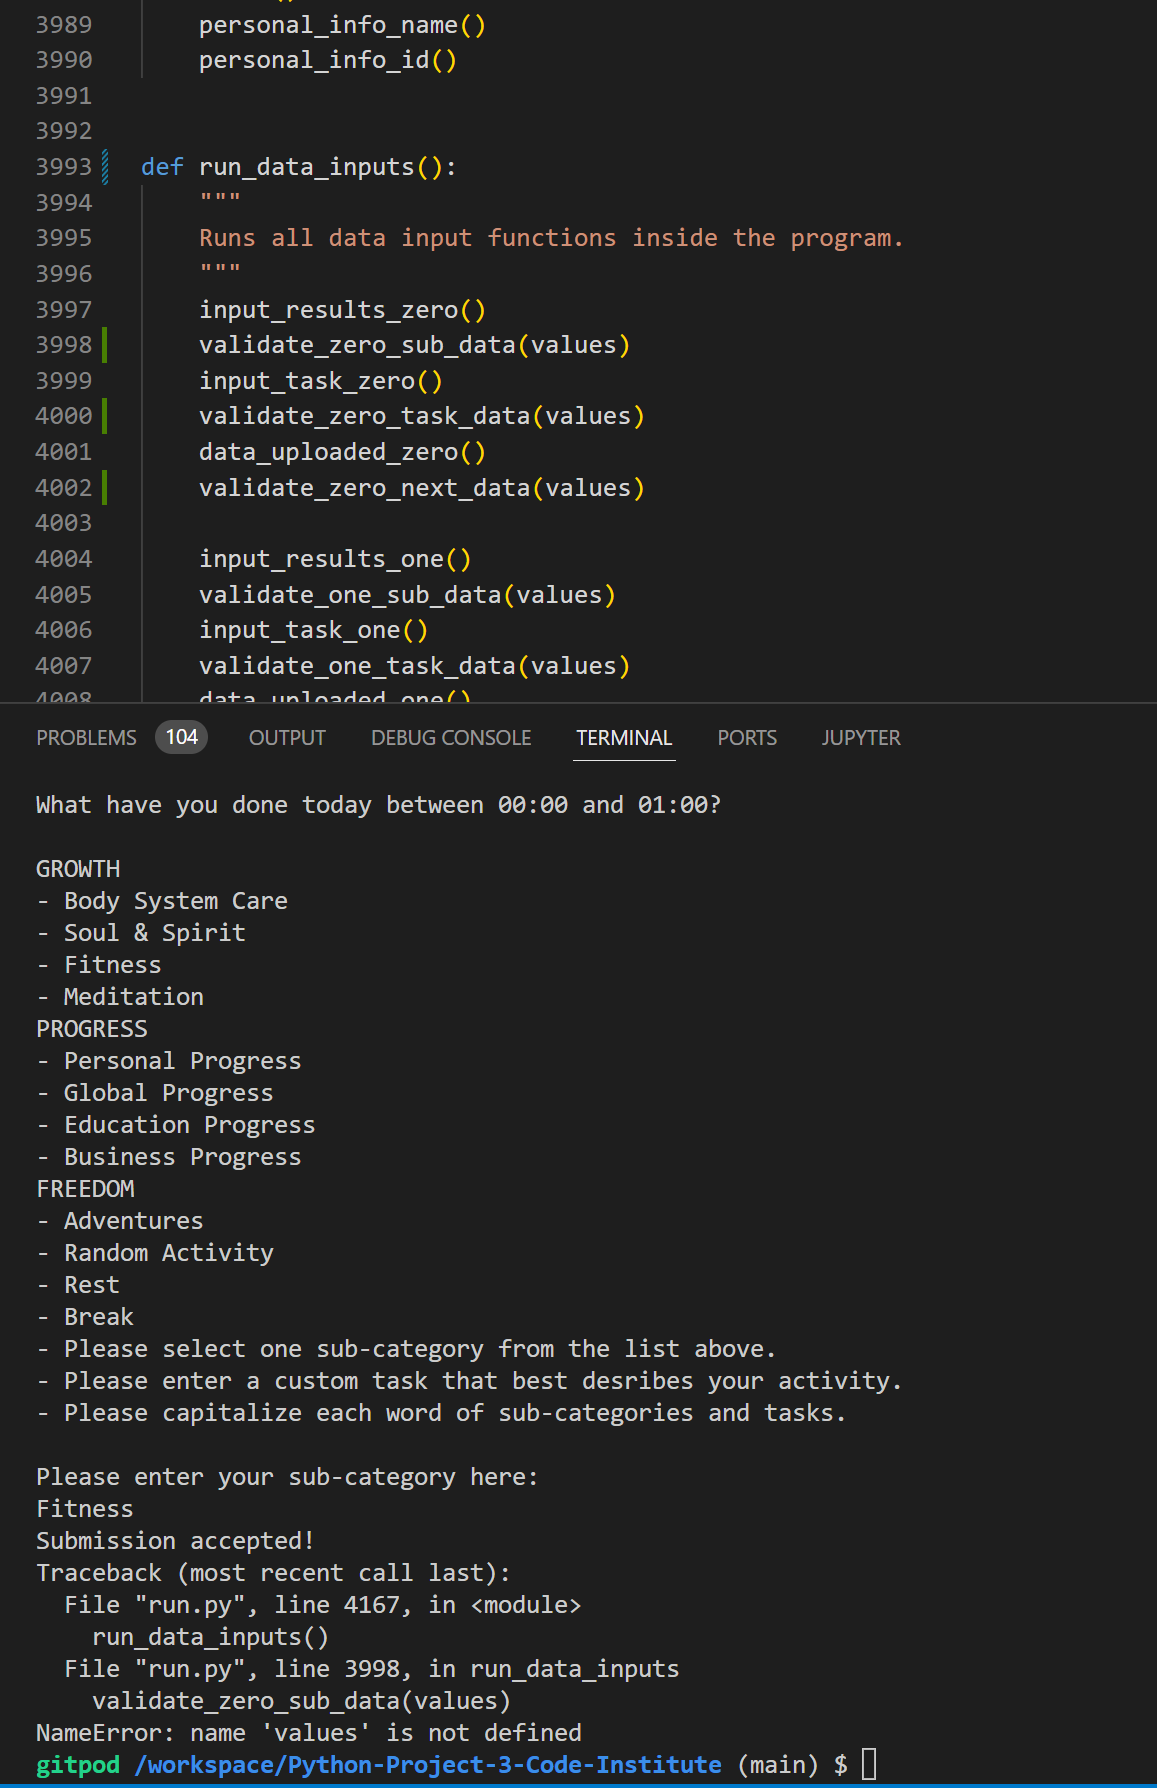 3989 personal_info_name()
3990 personal_info_id()
3991
3992
3993 def run_data_inputs():
3994 """
3995 Runs all data input functions inside the program.
3996 """
3997 input_results_zero()
3998 validate_zero_sub_data(values)
3999 input_task_zero()
4000 validate_zero_task_data(values)
4001 data_uploaded_zero()
4002 validate_zero_next_data(values)
4003
4004 input_results_one()
4005 validate_one_sub_data(values)
4006 input_task_one()
4007 validate_one_task_data(values)
4008 data_uploaded_one()
PROBLEMS 104 OUTPUT DEBUG CONSOLE TERMINAL PORTS JUPYTER
What have you done today between 00:00 and 01:00?
GROWTH
- Body System Care
- Soul & Spirit
- Fitness
- Meditation
PROGRESS
- Personal Progress
- Global Progress
- Education Progress
- Business Progress
FREEDOM
- Adventures
- Random Activity
- Rest
- Break
- Please select one sub-category from the list above.
- Please enter a custom task that best desribes your activity.
- Please capitalize each word of sub-categories and tasks.
Please enter your sub-category here:
Fitness
Submission accepted!
Traceback (most recent call last):
File "run.py", line 4167, in <module>
run_data_inputs()
File "run.py", line 3998, in run_data_inputs
validate_zero_sub_data(values)
NameError: name 'values' is not defined
gitpod /workspace/Python-Project-3-Code-Institute (main) $